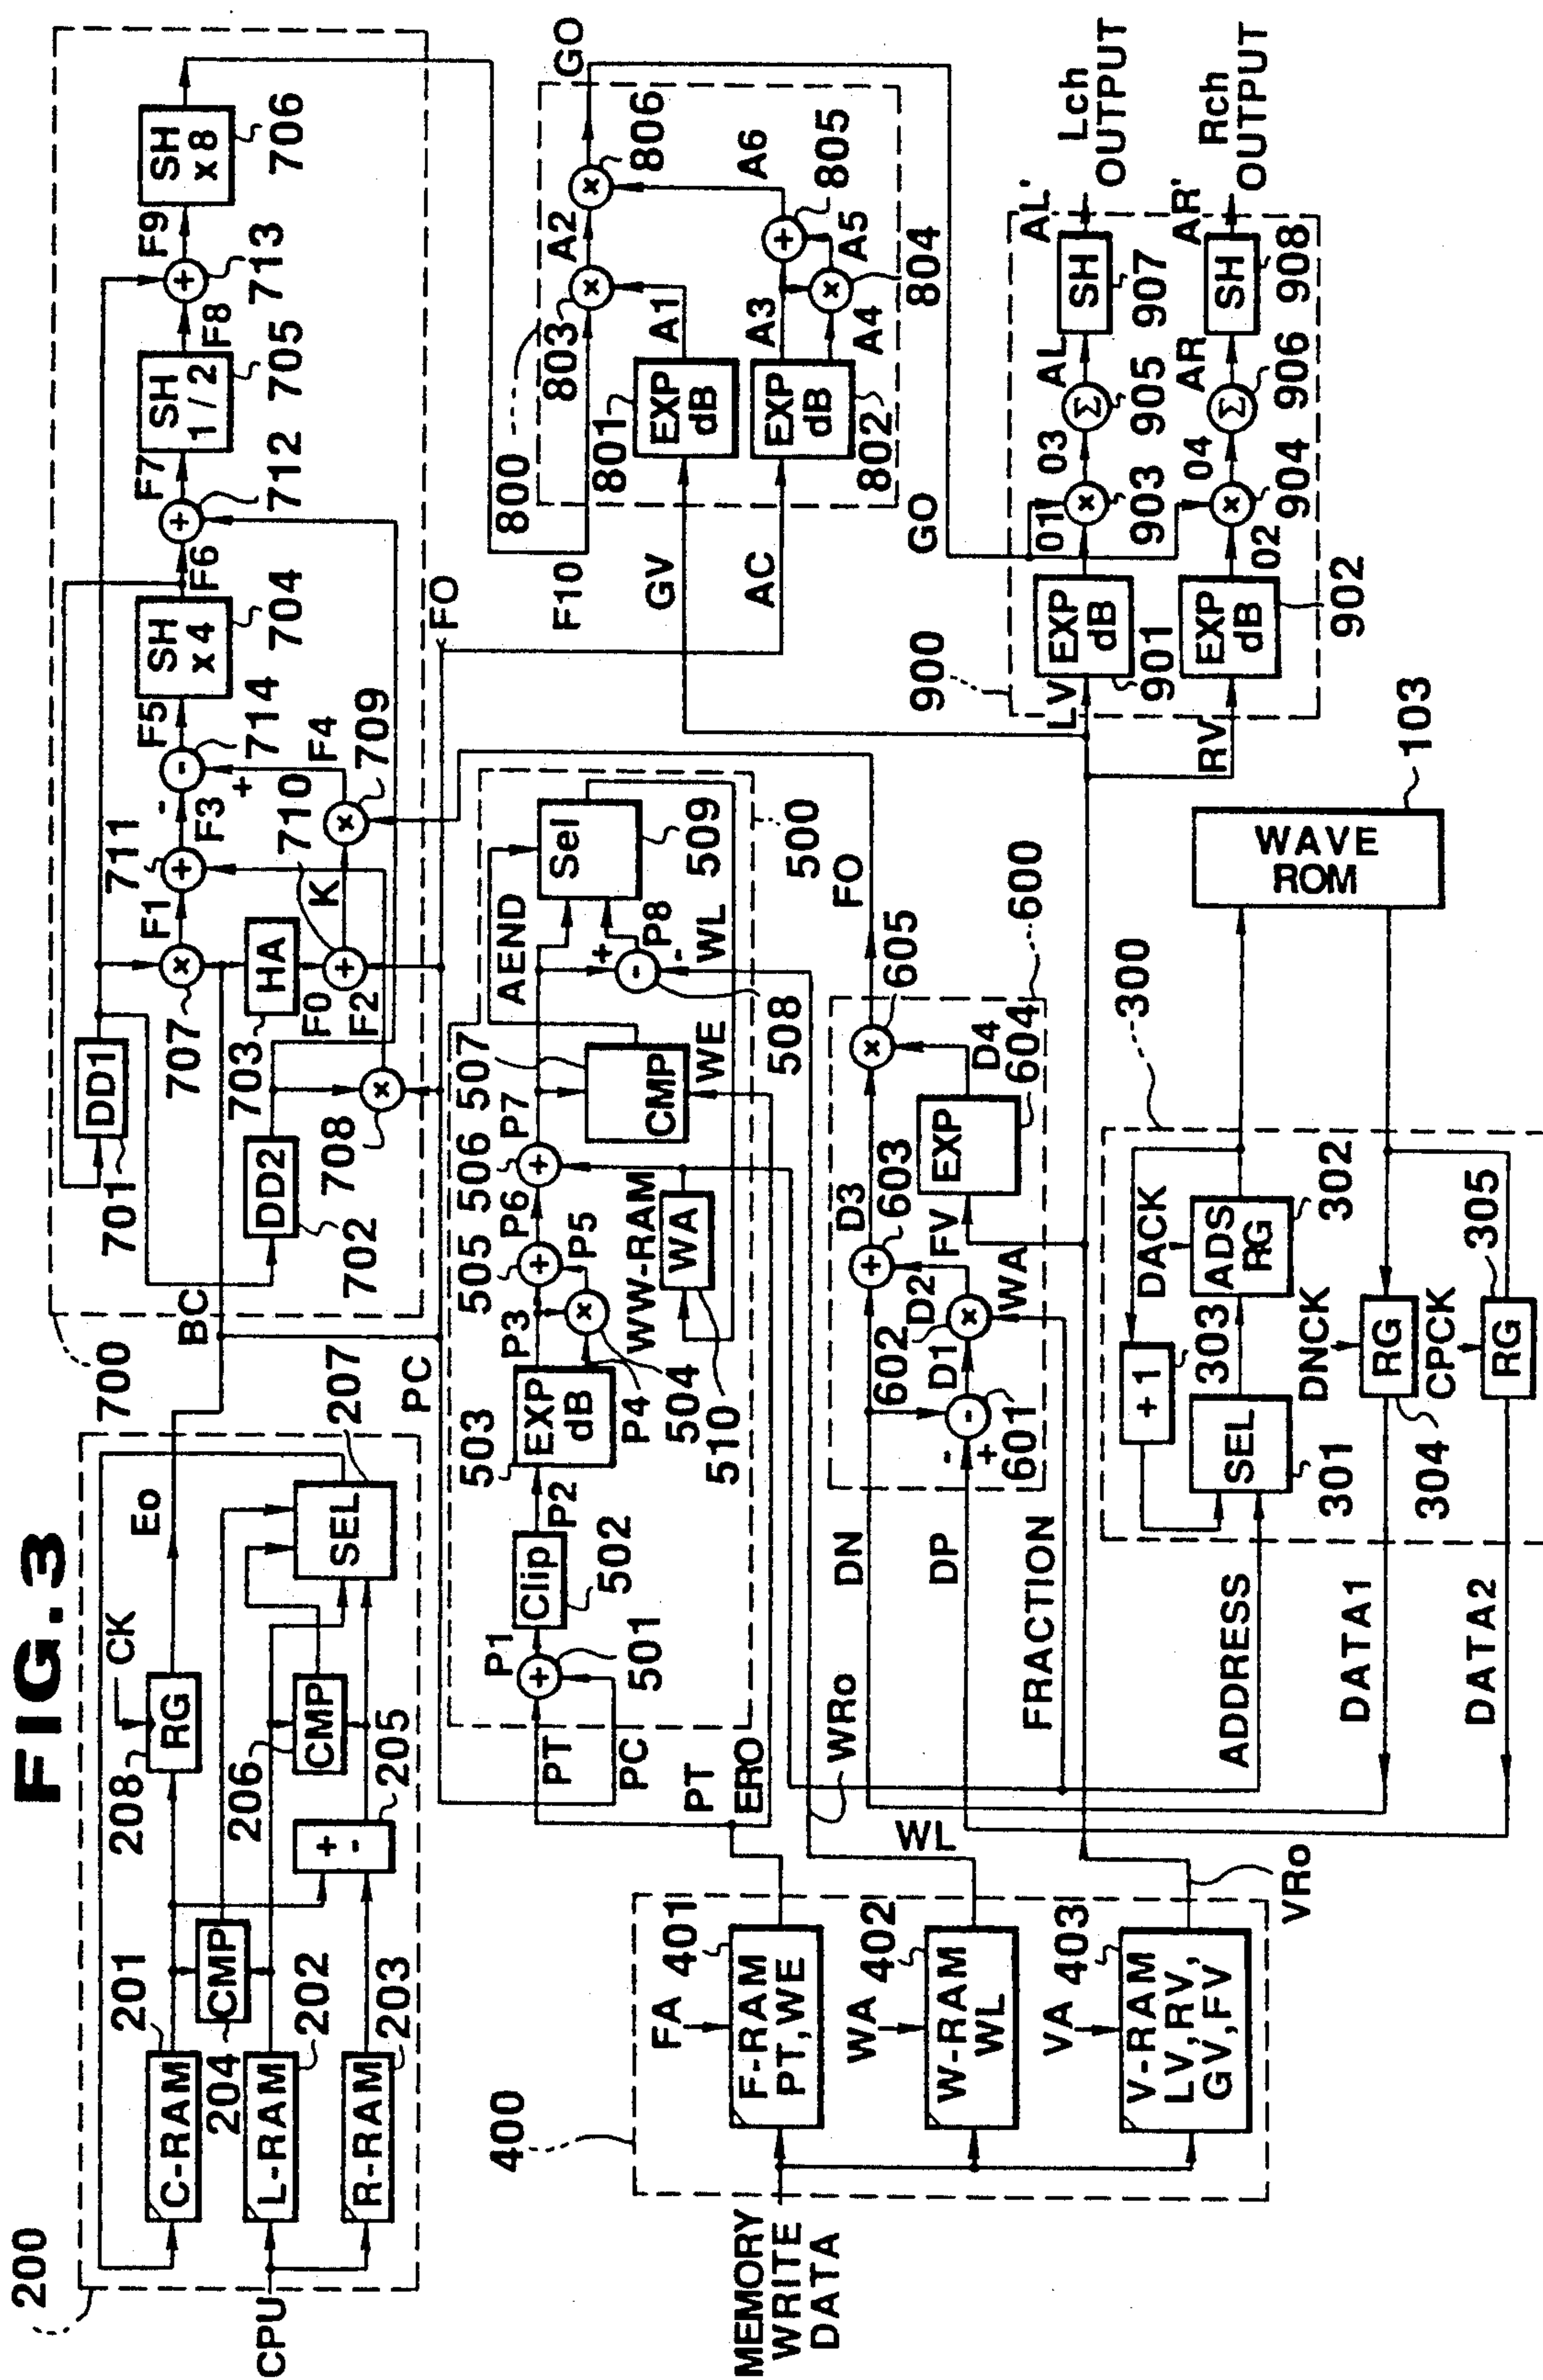 FIG.3
200
CPU
C-RAM
201
CMP
204
L-RAM
202
R-RAM
203
208
CK
RG
Eo
206
CMP
+
-
205
SEL
207
700
BC
PC
DD1
701
DD2
702
708
×
707
×
F1
711
+
F3
-
-
+
714
F5
HA
703
F0
F2
+
710
K
×
709
F4
SH
x4
704
F6
+
712
F7
SH
1/2
705
F8
+
713
F9
SH
x8
706
FO
F10
GV
AC
800
803
×
A2
×
806
GO
801
EXP
dB
A1
A6
EXP
dB
802
A3
A4
×
804
A5
+
805
GO
PT
PC
P1
+
501
Clip
502
P2
503
EXP
dB
P3
P4
×
504
P5
505
+
P6
506
+
P7
507
CMP
WE
WW-RAM
WA
510
AEND
-
+
-
P8
WL
508
Sel
509
500
400
MEMORY
WRITE
DATA
FA
401
F-RAM
PT,WE
WA
402
W-RAM
WL
VA
403
V-RAM
LV,RV,
GV,FV
PT
ERO
WL
WRo
VRo
DN
DP
FRACTION
ADDRESS
DATA1
DATA2
-
-
+
601
D1
602
×
D2
WA
+
603
D3
FV
EXP
604
D4
×
605
FO
600
900
LV
EXP
dB
901
01
×
903
03
Σ
905
AL
SH
907
AL'
Lch
OUTPUT
RV
EXP
dB
902
02
×
904
04
Σ
906
AR
SH
908
AR'
Rch
OUTPUT
300
SEL
301
+1
303
DACK
ADS
RG
302
DNCK
RG
304
CPCK
RG
305
WAVE
ROM
103